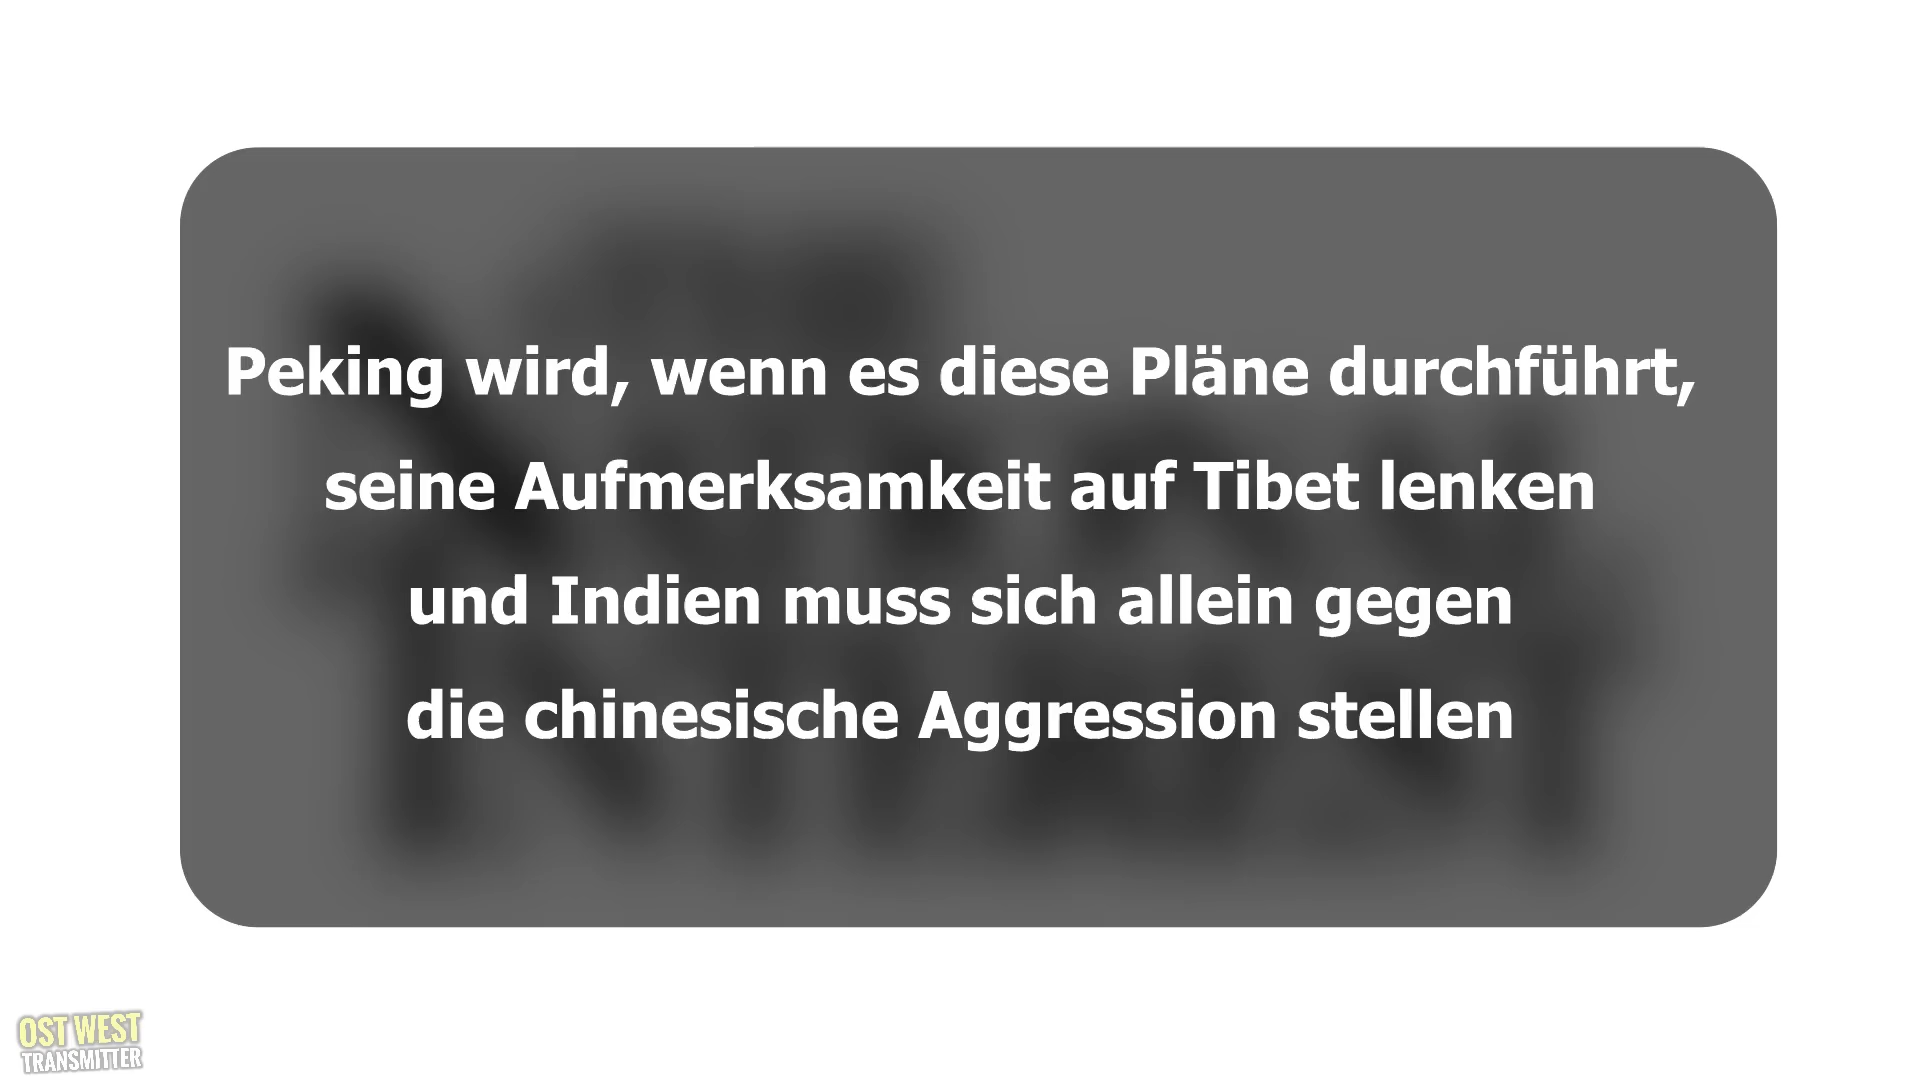 Peking wird, wenn es diese Pläne durchführt,
seine Aufmerksamkeit auf Tibet lenken
und Indien muss sich allein gegen
die chinesische Aggression stellen
OST WEST
TRANSMITTER